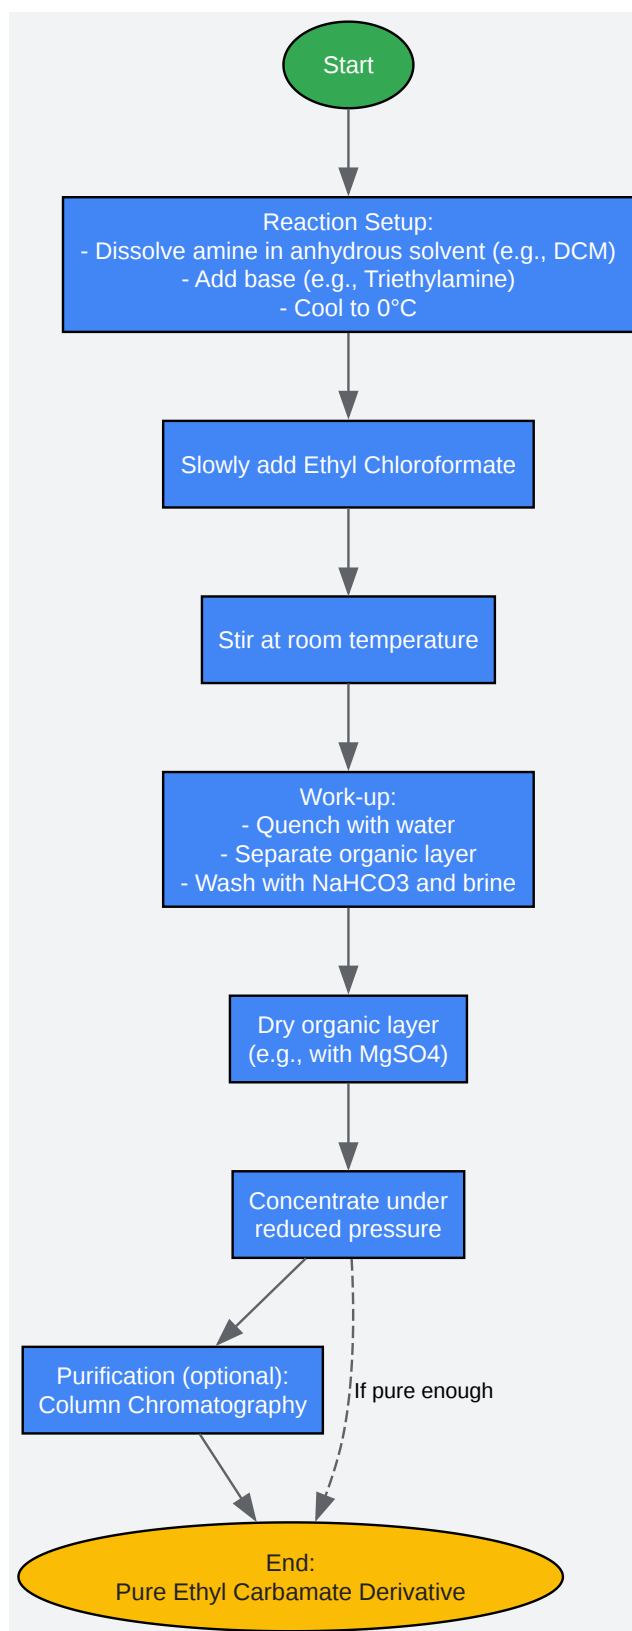 Start
Reaction Setup:
- Dissolve amine in anhydrous solvent (e.g., DCM)
- Add base (e.g., Triethylamine)
- Cool to 0°C
Slowly add Ethyl Chloroformate
Stir at room temperature
Work-up:
- Quench with water
- Separate organic layer
- Wash with NaHCO3 and brine
Dry organic layer
(e.g., with MgSO4)
Concentrate under
reduced pressure
Purification (optional):
Column Chromatography
If pure enough
End:
Pure Ethyl Carbamate Derivative